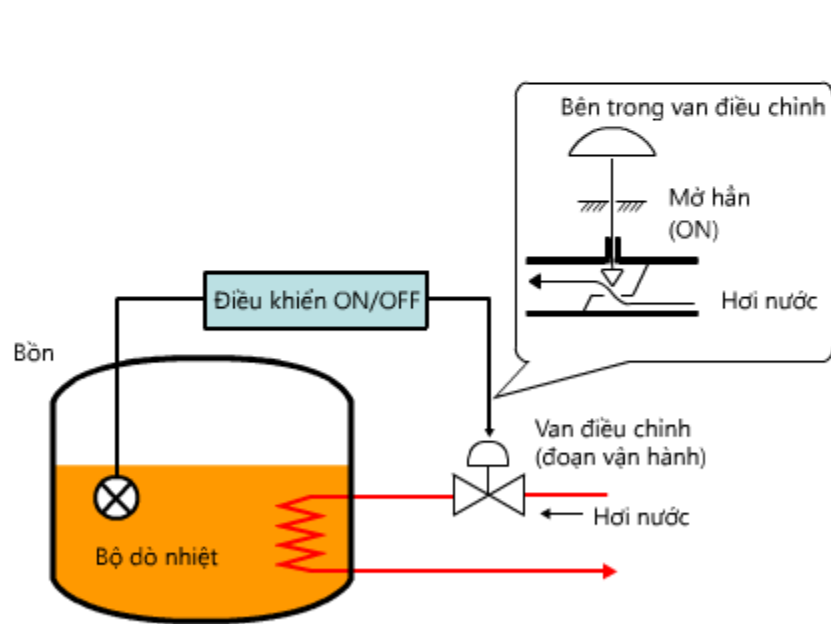 Bên trong van điều chỉnh
Mở hẳn
(ON)
Hơi nước
Điều khiển ON/OFF
Bồn
Van điều chỉnh
(đoạn vận hành)
Hơi nước
Bộ dò nhiệt